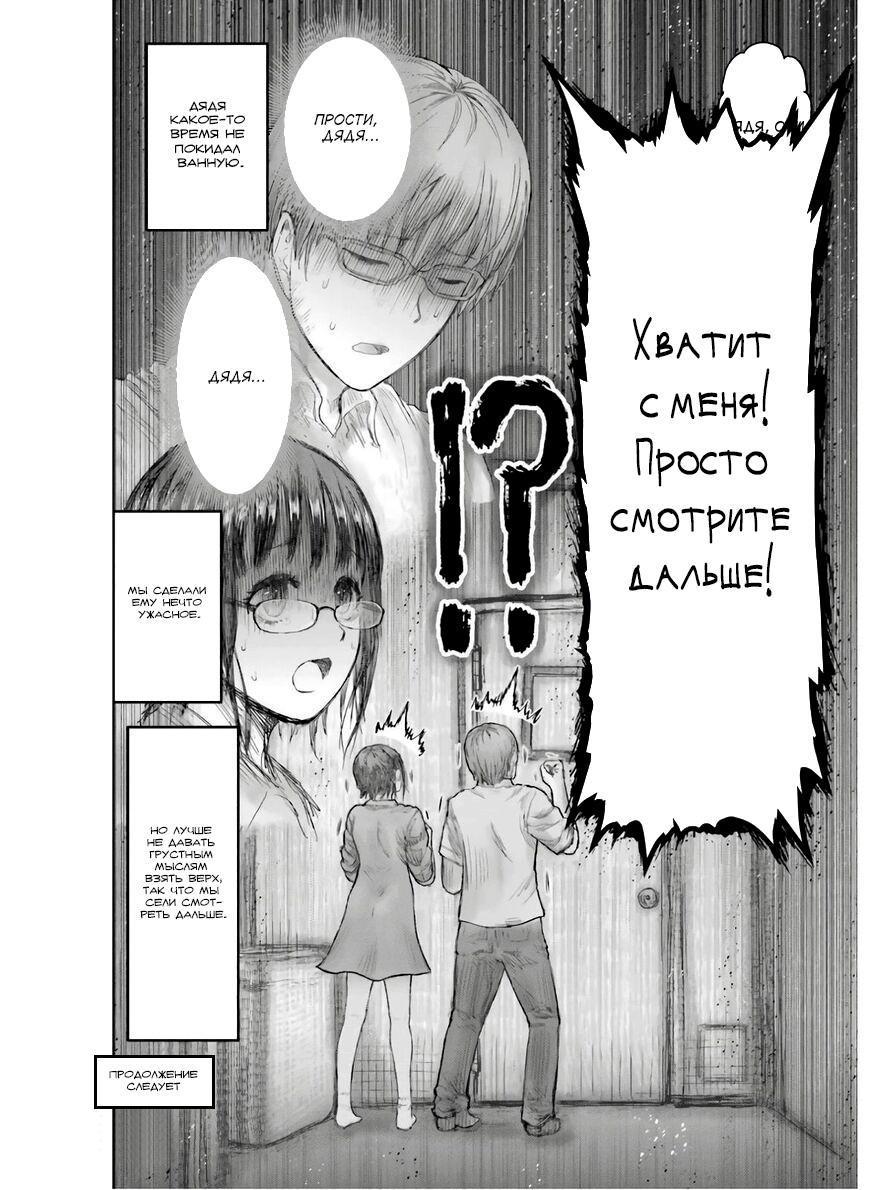 дядя, о
Хватит
с меня!
Просто
смотрите
дальше!
!?
ПРОСТИ,
ДЯДЯ...
ДЯДЯ
КАКОЕ-ТО
ВРЕМЯ НЕ
ПОКИДАЛ
ВАННУЮ.
ДЯДЯ...
МЫ СДЕЛАЛИ
ЕМУ НЕЧТО
УЖАСНОЕ.
НО ЛУЧШЕ
НЕ ДАВАТЬ
ГРУСТНЫМ
МЫСЛЯМ
ВЗЯТЬ ВЕРХ,
ТАК ЧТО МЫ
СЕЛИ СМОТ-
РЕТЬ ДАЛЬШЕ.
ПРОДОЛЖЕНИЕ
СЛЕДУЕТ